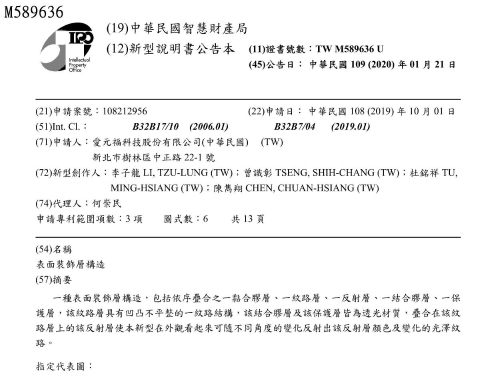 M589636
(19)中華民國智慧財產局
(12)新型說明書公告本
(11)證書號數：TW M589636 U
(45)公告日： 中華民國 109 (2020) 年 01 月 21 日
Intellectual
Property
Office
(21)申請案號：108212956
(22)申請日： 中華民國 108 (2019) 年 10 月 01 日
(51)Int. Cl.： B32B17/10 (2006.01) B32B7/04 (2019.01)
(71)申請人：愛元福科技股份有限公司(中華民國) (TW)
新北市樹林區中正路 22-1 號
(72)新型創作人：李子龍 LI, TZU-LUNG (TW)；曾識彰 TSENG, SHIH-CHANG (TW)；杜銘祥 TU,
MING-HSIANG (TW)；陳雋翔 CHEN, CHUAN-HSIANG (TW)
(74)代理人：何崇民
申請專利範圍項數：3 項 圖式數：6 共 13 頁
(54)名稱
表面裝飾層構造
(57)摘要
一種表面裝飾層構造，包括依序疊合之一黏合膠層、一紋路層、一反射層、一結合膠層、一保
護層，該紋路層具有凹凸不平整的一紋路結構，該結合膠層及該保護層皆為透光材質，疊合在該紋
路層上的該反射層使本新型在外觀看起來可隨不同角度的變化反射出該反射層顏色及變化的光澤紋
路。
指定代表圖：